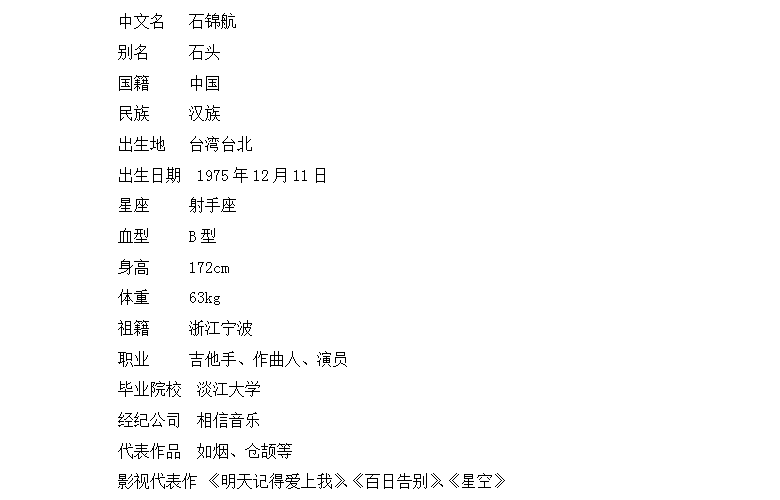 中文名 石锦航
别名 石头
国籍 中国
民族 汉族
出生地 台湾台北
出生日期 1975年12月11日
星座 射手座
血型 B型
身高 172cm
体重 63kg
祖籍 浙江宁波
职业 吉他手、作曲人、演员
毕业院校 淡江大学
经纪公司 相信音乐
代表作品 如烟、仓颉等
影视代表作 《明天记得爱上我》、《百日告别》、《星空》